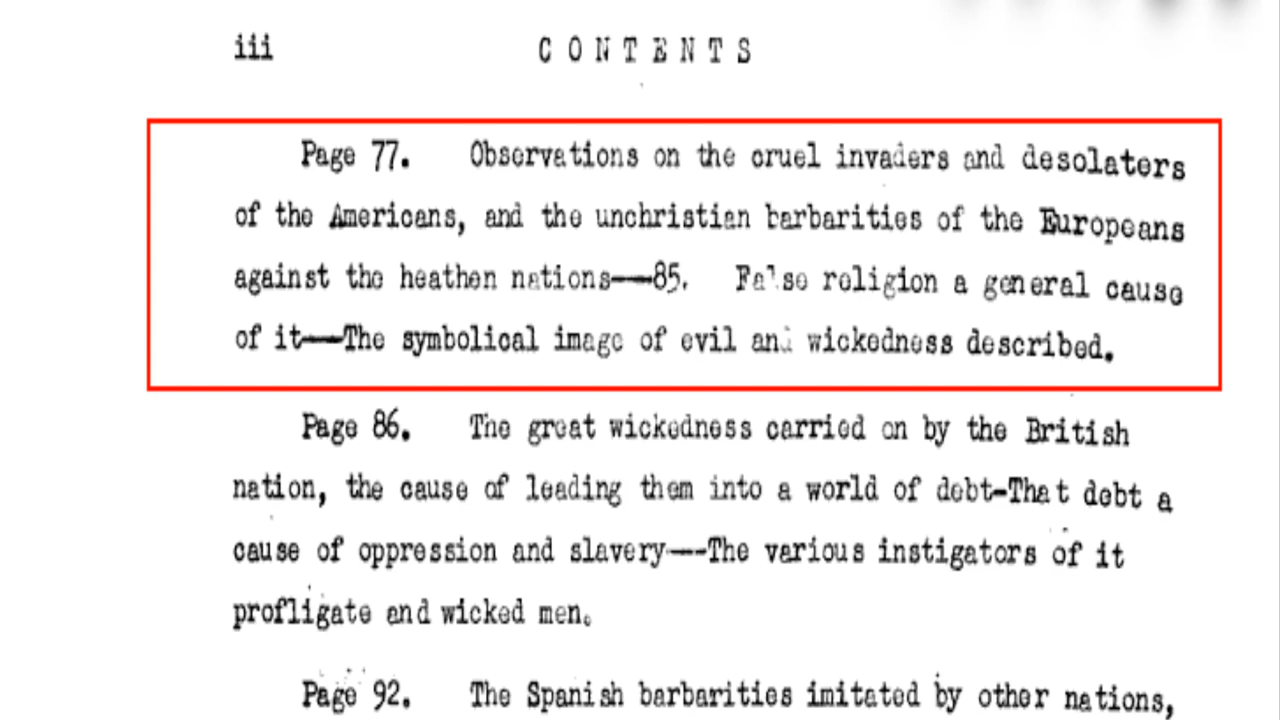 iii CONTENTS
Page 77. Observations on the cruel invaders and desolaters
of the Americans, and the unchristian barbarities of the Europeans
against the heathen nations—85. False religion a general cause
of it—The symbolical image of evil and wickedness described.
Page 86. The great wickedness carried on by the British
nation, the cause of leading them into a world of debt-That debt a
cause of oppression and slavery—-The various instigators of it
profligate and wicked men.
Page 92. The Spanish barbarities imitated by other nations,